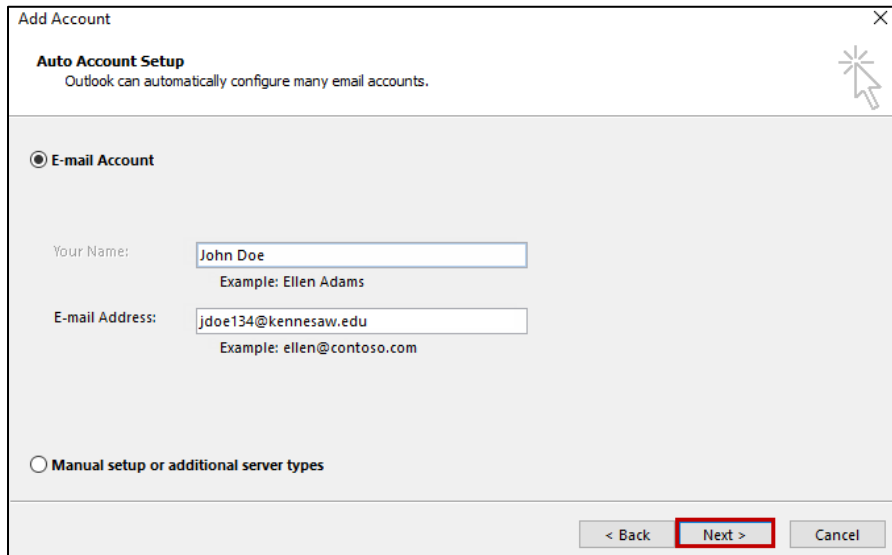 Add Account
Auto Account Setup
Outlook can automatically configure many email accounts.
E-mail Account
Your Name: John Doe
Example: Ellen Adams
E-mail Address: jdoe134@kennesaw.edu
Example: ellen@contoso.com
Manual setup or additional server types
< Back Next > Cancel